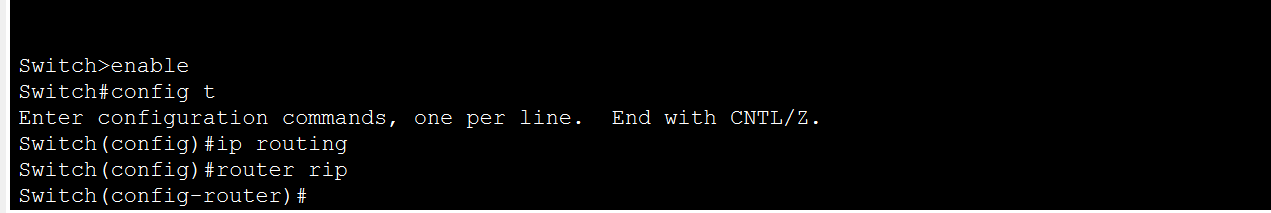 Switch>enable
Switch#config t
Enter configuration commands, one per line.  End with CNTL/Z.
Switch(config)#ip routing
Switch(config)#router rip
Switch(config-router)#